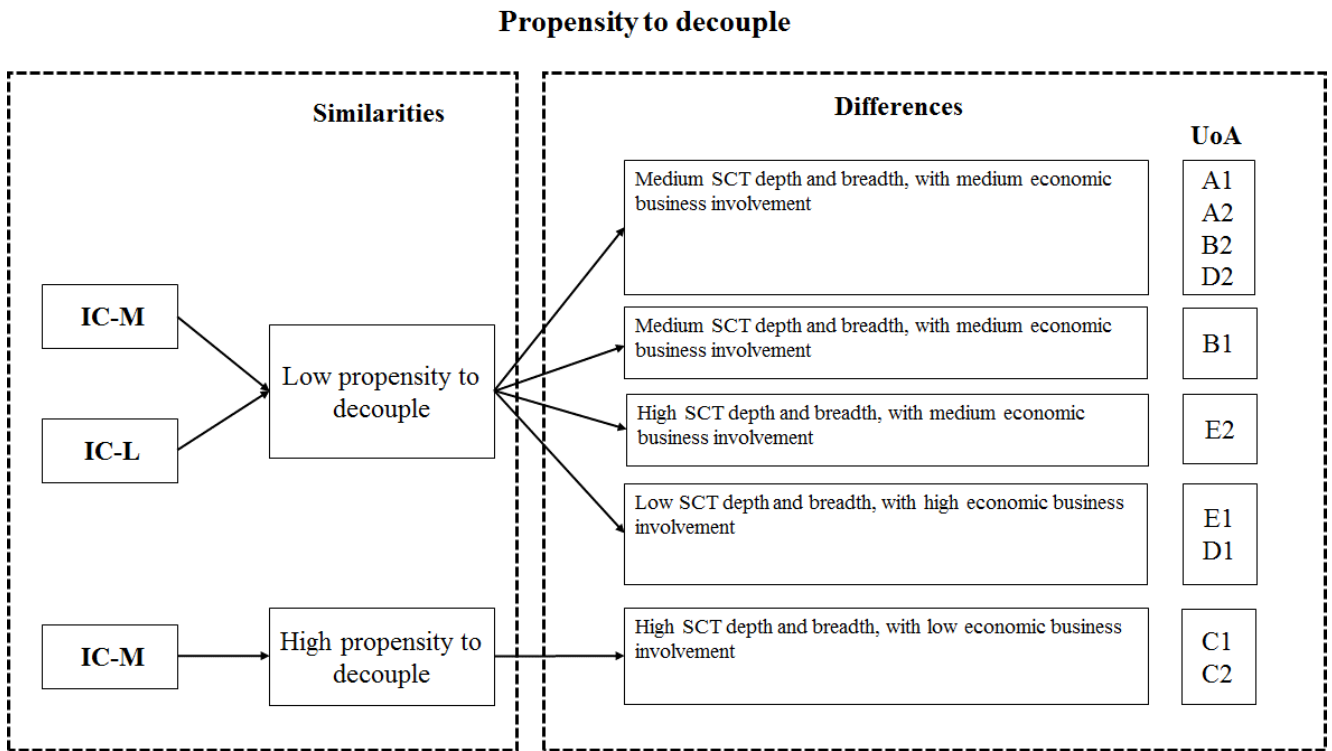 Propensity to decouple
Similarities
IC-M
IC-L
Low propensity to
decouple
IC-M
High propensity to
decouple
Differences
UoA
Medium SCT depth and breadth, with medium economic
business involvement
A1
A2
B2
D2
Medium SCT depth and breadth, with medium economic
business involvement
B1
High SCT depth and breadth, with medium economic
business involvement
E2
Low SCT depth and breadth, with high economic business
involvement
E1
D1
High SCT depth and breadth, with low economic business
involvement
C1
C2